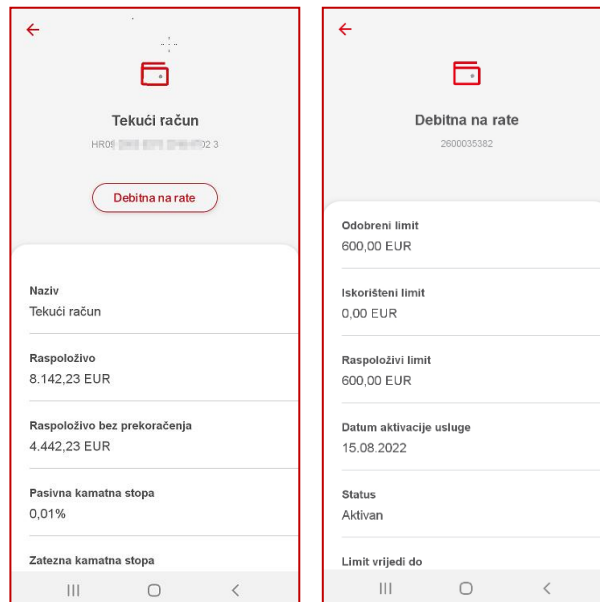 Tekući račun
HR09 02 3
Debitna na rate
Naziv
Tekući račun
Raspoloživo
8.142,23 EUR
Raspoloživo bez prekoračenja
4.442,23 EUR
Pasivna kamatna stopa
0,01%
Zatezna kamatna stopa
Debitna na rate
2600035382
Odobreni limit
600,00 EUR
Iskorišteni limit
0,00 EUR
Raspoloživi limit
600,00 EUR
Datum aktivacije usluge
15.08.2022
Status
Aktivan
Limit vrijedi do